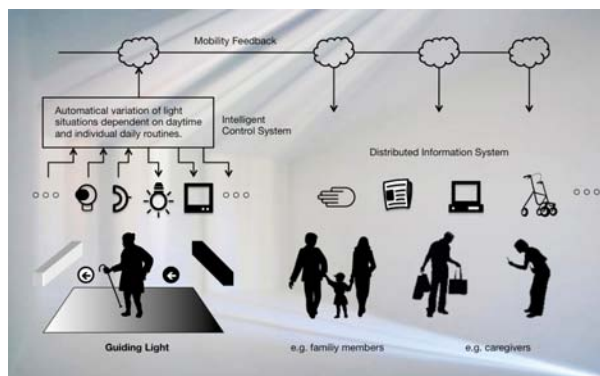 Mobility Feedback
Automatical variation of light
situations dependent on daytime
and individual daily routines.
Intelligent
Control System
Distributed Information System
Guiding Light
e.g. familiy members
e.g. caregivers